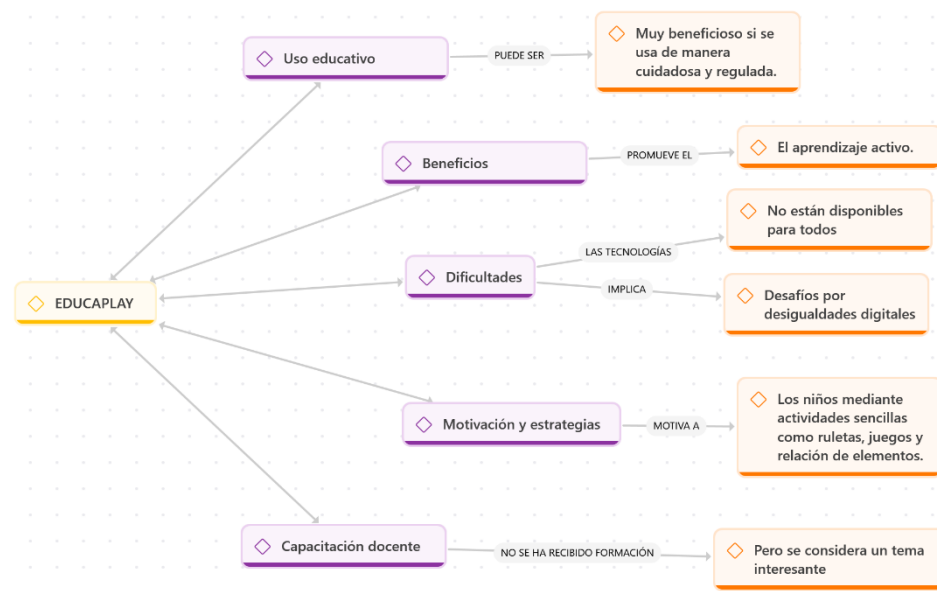 Uso educativo
PUEDE SER
Muy beneficioso si se
usa de manera
cuidadosa y regulada.
Beneficios
PROMUEVE EL
El aprendizaje activo.
EDUCAPLAY
Dificultades
LAS TECNOLOGÍAS
No están disponibles
para todos
IMPLICA
Desafíos por
desigualdades digitales
Motivación y estrategias
MOTIVA A
Los niños mediante
actividades sencillas
como ruletas, juegos y
relación de elementos.
Capacitación docente
NO SE HA RECIBIDO FORMACIÓN
Pero se considera un tema
interesante